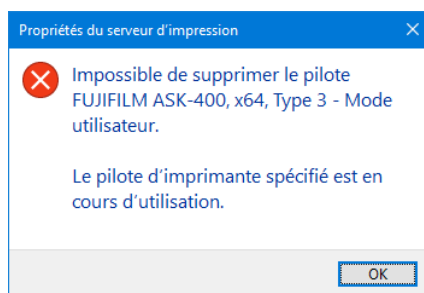 Propriétés du serveur d'impression
Impossible de supprimer le pilote
FUJIFILM ASK-400, x64, Type 3 - Mode
utilisateur.
Le pilote d'imprimante spécifié est en
cours d'utilisation.
OK